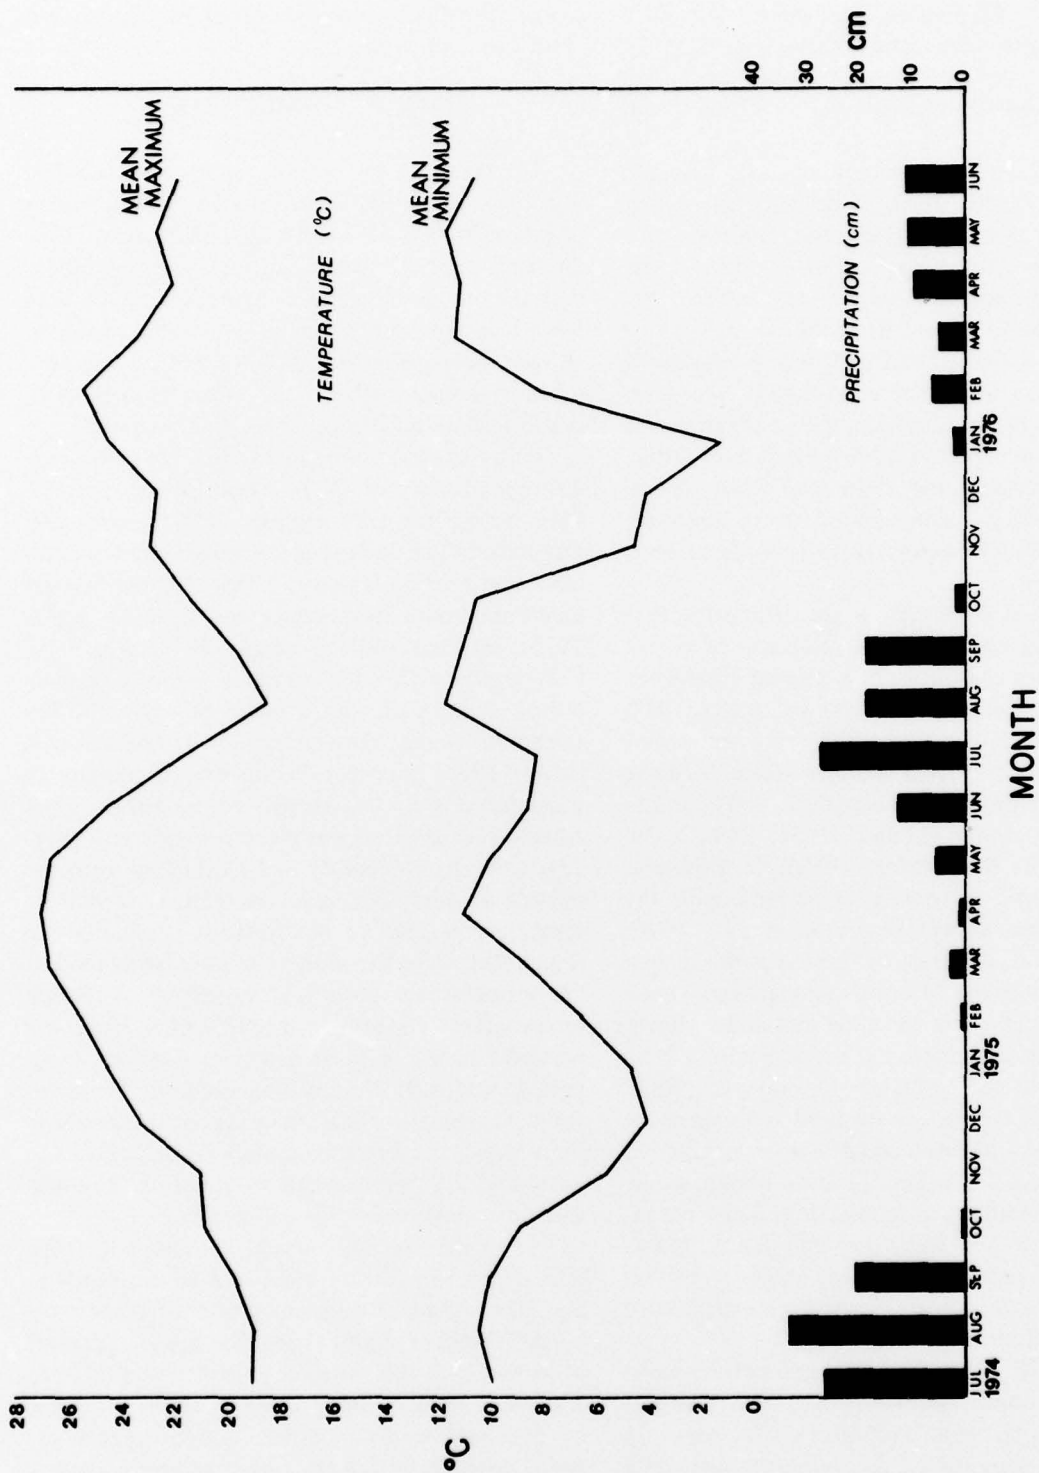 28
26
24
22
20
18
16
14
12
10
8
6
4
2
0
°C
MEAN
MAXIMUM
TEMPERATURE (°C)
MEAN
MINIMUM
PRECIPITATION (cm)
40
30
20 cm
10
0
JUL AUG SEP OCT NOV DEC JAN FEB MAR APR MAY JUN JUL AUG SEP OCT NOV DEC JAN FEB MAR APR MAY JUN
1974 1975 1976
MONTH